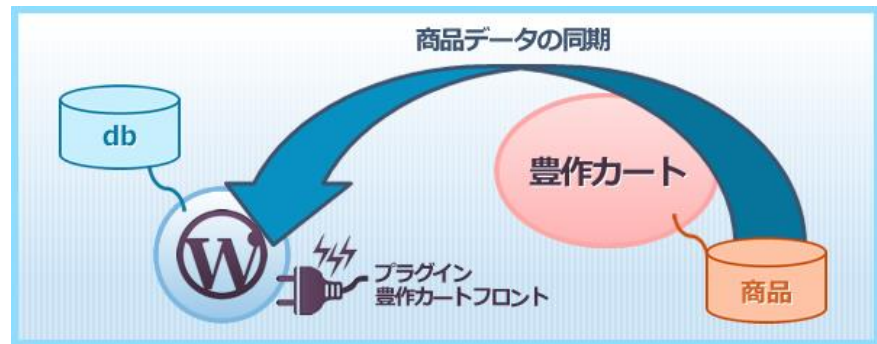 商品データの同期
db
豊作カート
プラグイン
豊作カートフロント
商品